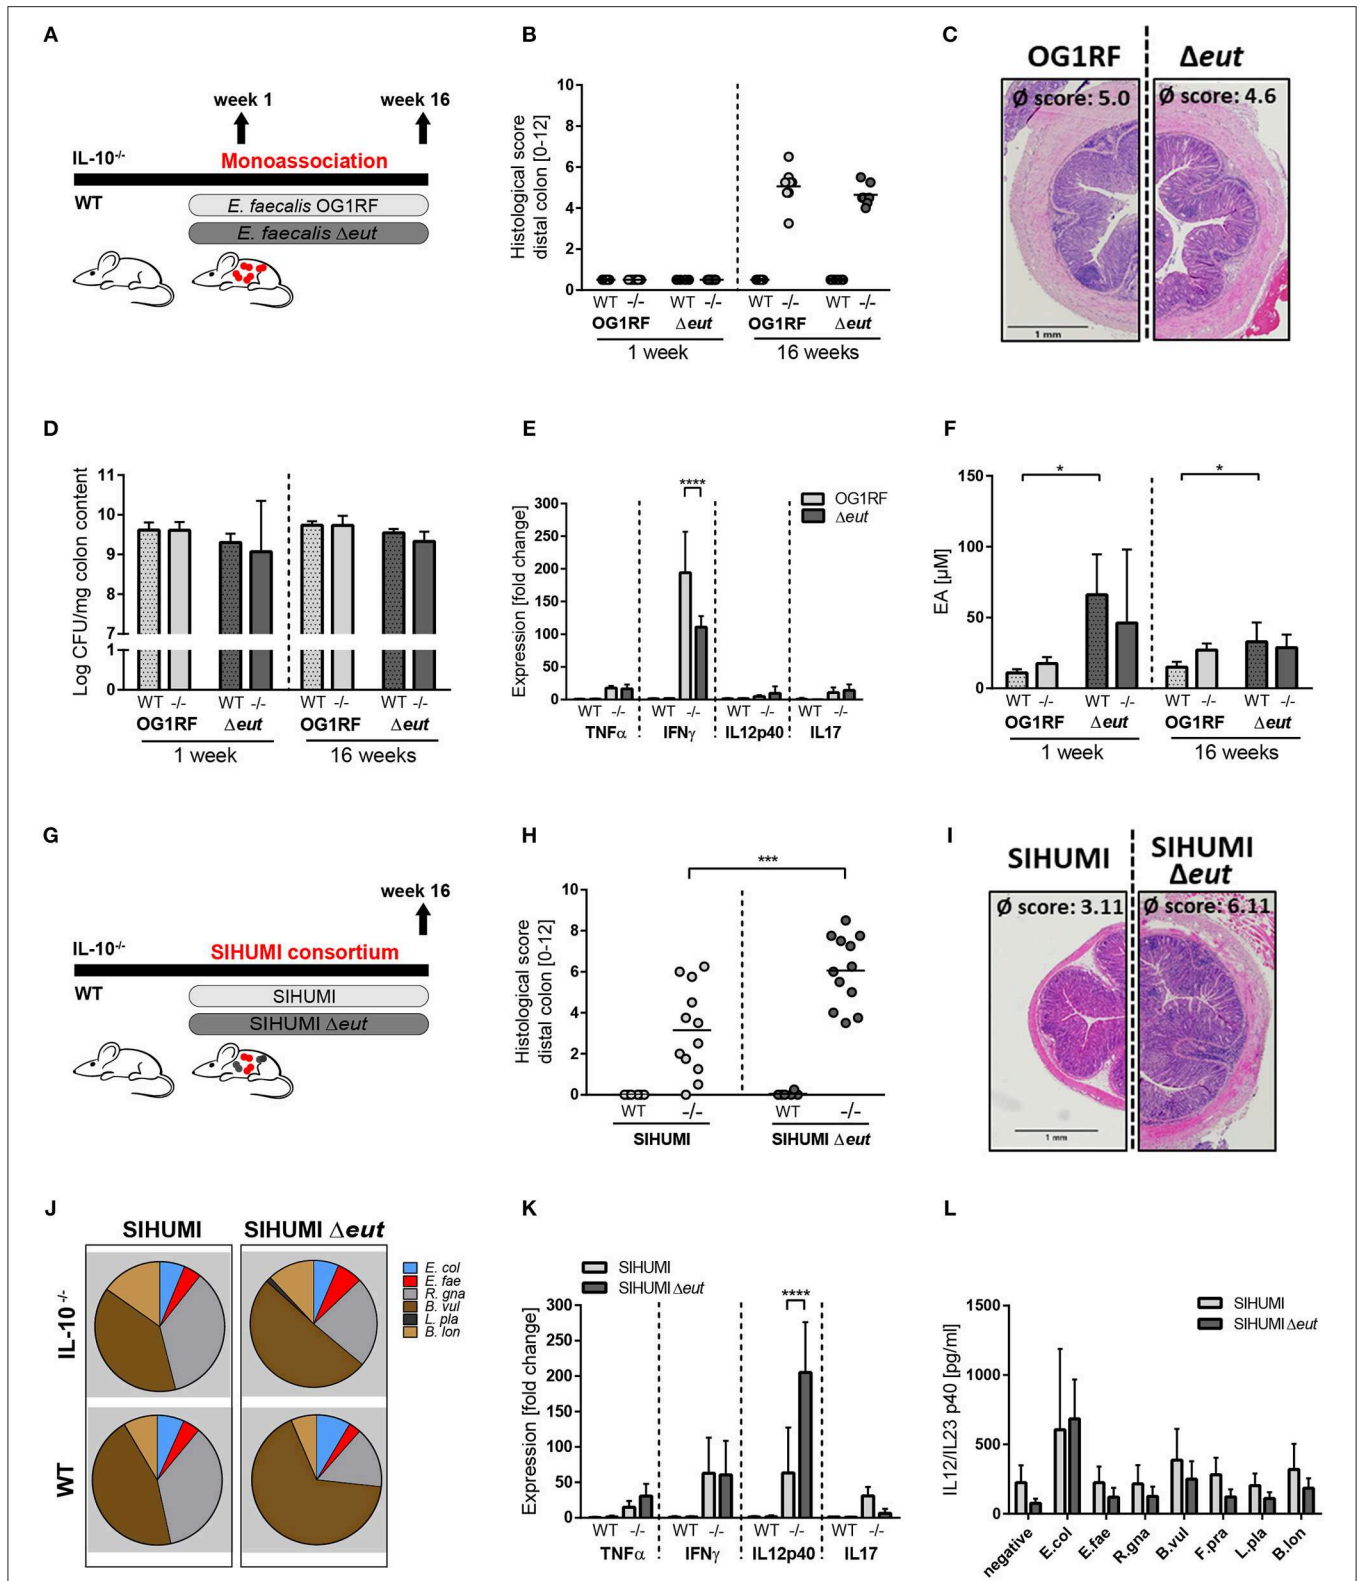 A
week 1 week 16
IL-10-/- Monoassociation
WT
E. faecalis OG1RF
E. faecalis Δeut
B
Histological score
distal colon [0-12]
10
8
6
4
2
0
WT -/- WT -/- WT -/- WT -/-
OG1RF Δeut OG1RF Δeut
1 week 16 weeks
C
OG1RF Δeut
Ø score: 5.0 Ø score: 4.6
1 mm
D
Log CFU/mg colon content
11
10
9
8
7
1
0
WT -/- WT -/- WT -/- WT -/-
OG1RF Δeut OG1RF Δeut
1 week 16 weeks
E
Expression [fold change]
300
250
200
150
100
50
0
****
OG1RF
Δeut
WT -/- WT -/- WT -/- WT -/-
TNFα IFNγ IL12p40 IL17
F
EA [µM]
150
100
50
0
* *
WT -/- WT -/- WT -/- WT -/-
OG1RF Δeut OG1RF Δeut
1 week 16 weeks
G
week 16
IL-10-/- SIHUMI consortium
WT
SIHUMI
SIHUMI Δeut
H
Histological score
distal colon [0-12]
10
8
6
4
2
0
***
WT -/- WT -/-
SIHUMI SIHUMI Δeut
I
SIHUMI SIHUMI
Δeut
Ø score: 3.11 Ø score: 6.11
1 mm
J
SIHUMI SIHUMI Δeut
IL-10 -/-
WT
E. col
E. fae
R. gna
B. vul
L. pla
B. lon
K
SIHUMI
SIHUMI Δeut
Expression [fold change]
300
250
200
150
100
50
0
****
WT -/- WT -/- WT -/- WT -/-
TNFα IFNγ IL12p40 IL17
L
IL12/IL23 p40 [pg/ml]
1500
1000
500
0
SIHUMI
SIHUMI Δeut
negative E.col E.fae R.gna B.vul F.pra L.pla B.lon